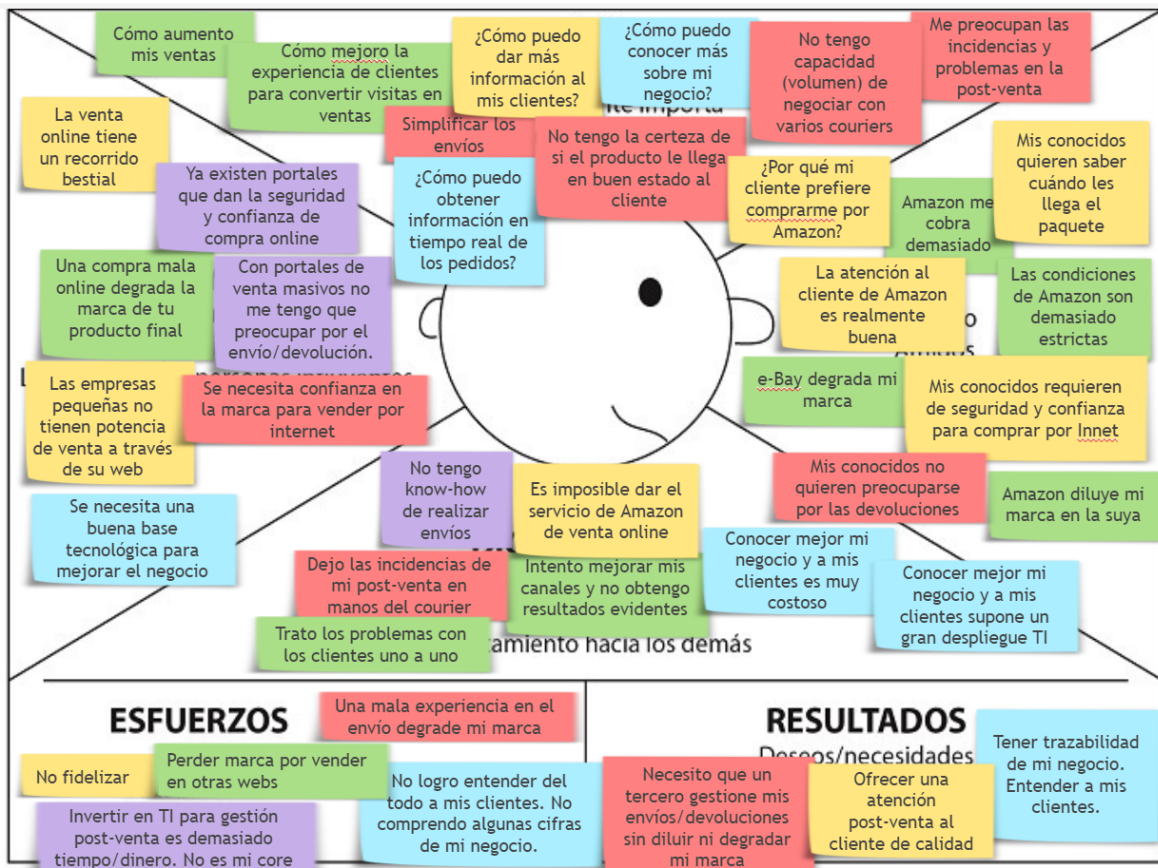 Cómo aumento
mis ventas
Cómo mejoro la
experiencia de clientes
para convertir visitas en
ventas
¿Cómo puedo
dar más
información al
mis clientes?
¿Cómo puedo
conocer más
sobre mi
negocio?
No tengo
capacidad
(volumen) de
negociar con
varios couriers
Me preocupan las
incidencias y
problemas en la
post-venta
importa
Simplificar los
envíos
No tengo la certeza de
si el producto le llega
en buen estado al
cliente
¿Cómo puedo
obtener
información en
tiempo real de
los pedidos?
La venta
online tiene
un recorrido
bestial
Ya existen portales
que dan la seguridad
y confianza de
compra online
Una compra mala
online degrada la
marca de tu
producto final
Con portales de
venta masivos no
me tengo que
preocupar por el
envío/devolución.
Las empresas
pequeñas no
tienen potencia
de venta a través
de su web
Se necesita confianza en
la marca para vender por
internet
Se necesita una
buena base
tecnológica para
mejorar el negocio
¿Por qué mi
cliente prefiere
comprarme por
Amazon?
Amazon me
cobra
demasiado
Mis conocidos
quieren saber
cuándo les
llega el
paquete
La atención al
cliente de Amazon
es realmente
buena
Las condiciones
de Amazon son
demasiado
estrictas
e-Bay degrada mi
marca
Mis conocidos requieren
de seguridad y confianza
para comprar por Innet
Mis conocidos no
quieren preocuparse
por las devoluciones
Amazon diluye mi
marca en la suya
No tengo
know-how
de realizar
envíos
Es imposible dar el
servicio de Amazon
de venta online
Dejo las incidencias de
mi post-venta en
manos del courier
Intento mejorar mis
canales y no obtengo
resultados evidentes
Conocer mejor mi
negocio y a mis
clientes es muy
costoso
Conocer mejor mi
negocio y a mis
clientes supone un
gran despliegue TI
Trato los problemas con
los clientes uno a uno
tamiento hacia los demás
ESFUERZOS
Una mala experiencia en el
envío degrade mi marca
No fidelizar
Perder marca por vender
en otras webs
Invertir en TI para gestión
post-venta es demasiado
tiempo/dinero. No es mi core
No logro entender del
todo a mis clientes. No
comprendo algunas cifras
de mi negocio.
RESULTADOS
Deseos/necesidades
Necesito que un
tercero gestione mis
envíos/devoluciones
sin diluir ni degradar
mi marca
Ofrecer una
atención
post-venta al
cliente de calidad
Tener trazabilidad
de mi negocio.
Entender a mis
clientes.